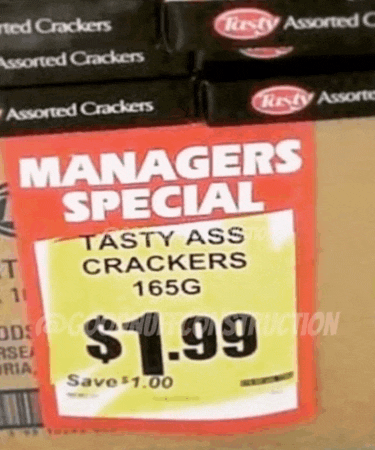 rted Crackers
Tasty Assorted C
Assorted Crackers
Assorted Crackers
Tasty Assorte
MANAGERS
SPECIAL
TASTY ASS
CRACKERS
165G
$1.99
Save $1.00